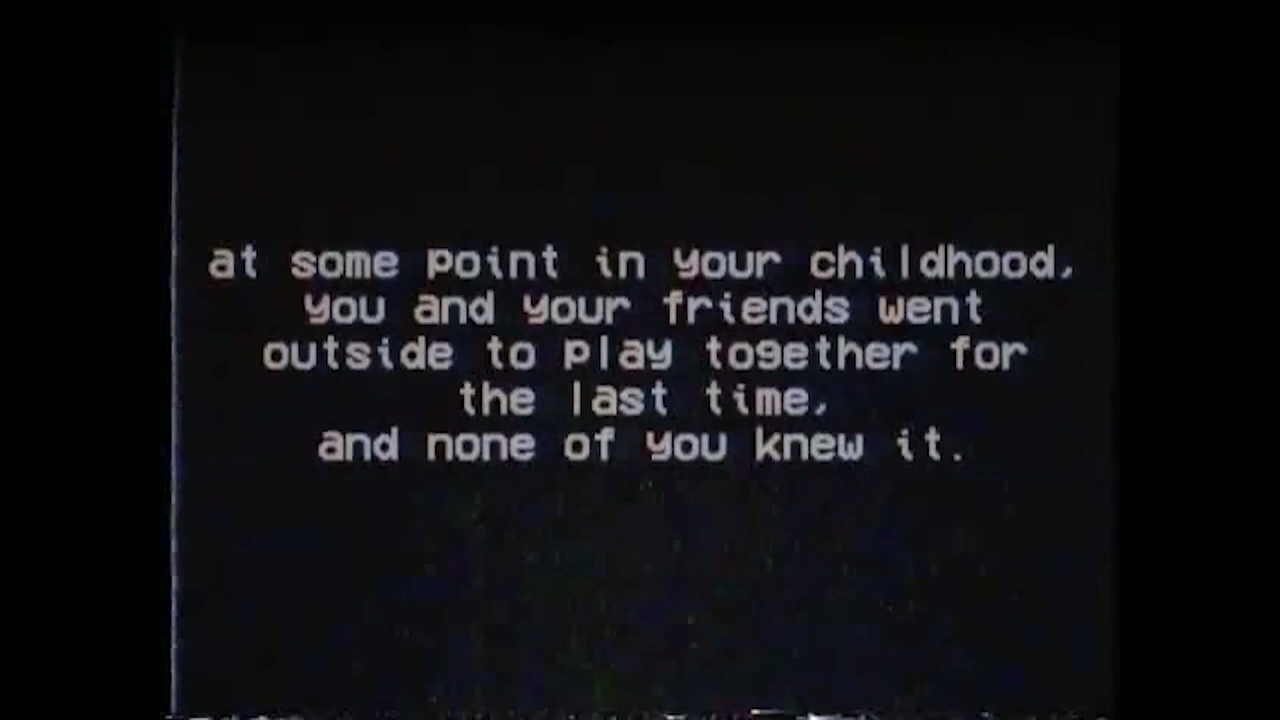 at some point in your childhood,
you and your friends went
outside to play together for
the last time,
and none of you knew it.